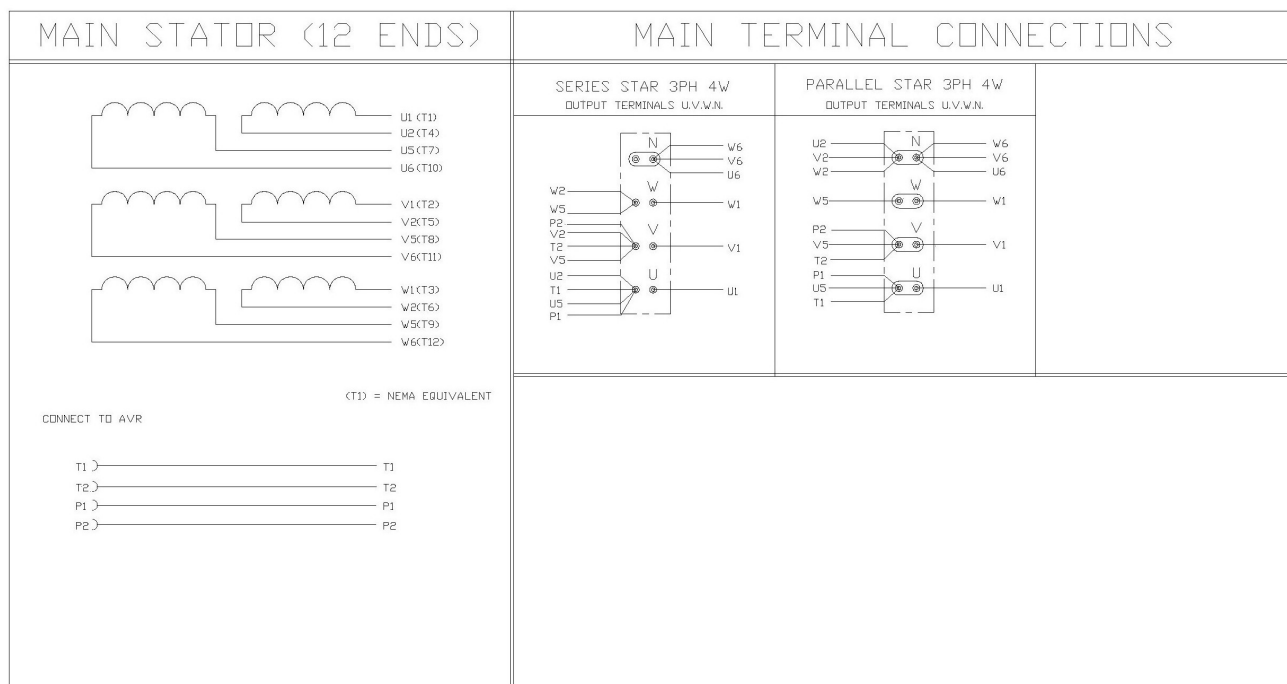 MAIN STATOR (12 ENDS)
U1(T1)
U2(T4)
U5(T7)
U6(T10)
V1(T2)
V2(T5)
V5(T8)
V6(T11)
W1(T3)
W2(T6)
W5(T9)
W6(T12)
(T1) = NEMA EQUIVALENT
CONNECT TO AVR
T1 T1
T2 T2
P1 P1
P2 P2
MAIN TERMINAL CONNECTIONS
SERIES STAR 3PH 4W
OUTPUT TERMINALS U.V.W.N.
N W6
V6
U6
W2 W
W5 W1
P2 V
V2
T2 V1
V5
U2 U
T1 U1
U5
P1
PARALLEL STAR 3PH 4W
OUTPUT TERMINALS U.V.W.N.
U2 N W6
V2 V6
W2 U6
W
W5 W1
P2 V
V5 V1
T2
P1 U
U5 U1
T1